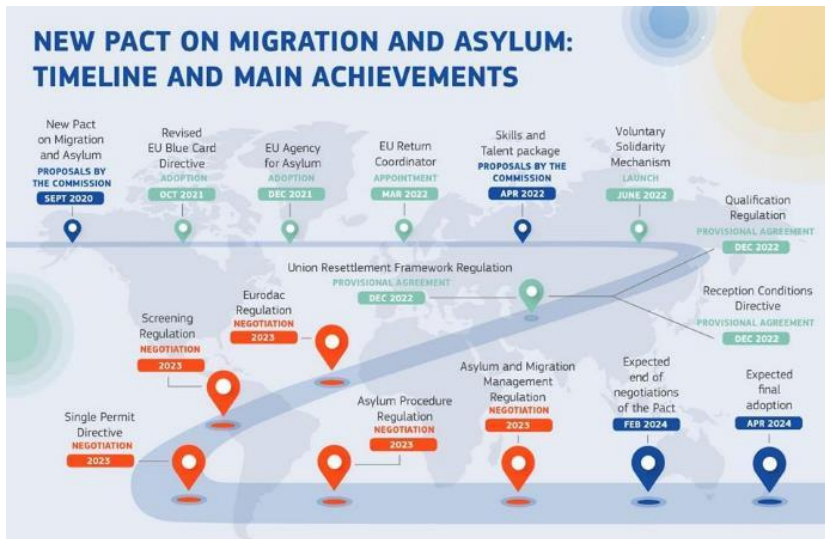 NEW PACT ON MIGRATION AND ASYLUM:
TIMELINE AND MAIN ACHIEVEMENTS
New Pact
on Migration
and Asylum
PROPOSALS BY
THE COMMISSION
SEPT 2020
Revised
EU Blue Card
Directive
ADOPTION
OCT 2021
EU Agency
for Asylum
ADOPTION
DEC 2021
EU Return
Coordinator
APPOINTMENT
MAR 2022
Skills and
Talent package
PROPOSALS BY THE
COMMISSION
APR 2022
Voluntary
Solidarity
Mechanism
LAUNCH
JUNE 2022
Qualification
Regulation
PROVISIONAL AGREEMENT
DEC 2022
Union Resettlement Framework Regulation
PROVISIONAL AGREEMENT
DEC 2022
Reception Conditions
Directive
PROVISIONAL AGREEMENT
DEC 2022
Eurodac
Regulation
NEGOTIATION
2023
Screening
Regulation
NEGOTIATION
2023
Single Permit
Directive
NEGOTIATION
2023
Asylum Procedure
Regulation
NEGOTIATION
2023
Asylum and Migration
Management
Regulation
NEGOTIATION
2023
Expected
end of
negotiations
of the Pact
FEB 2024
Expected
final
adoption
APR 2024